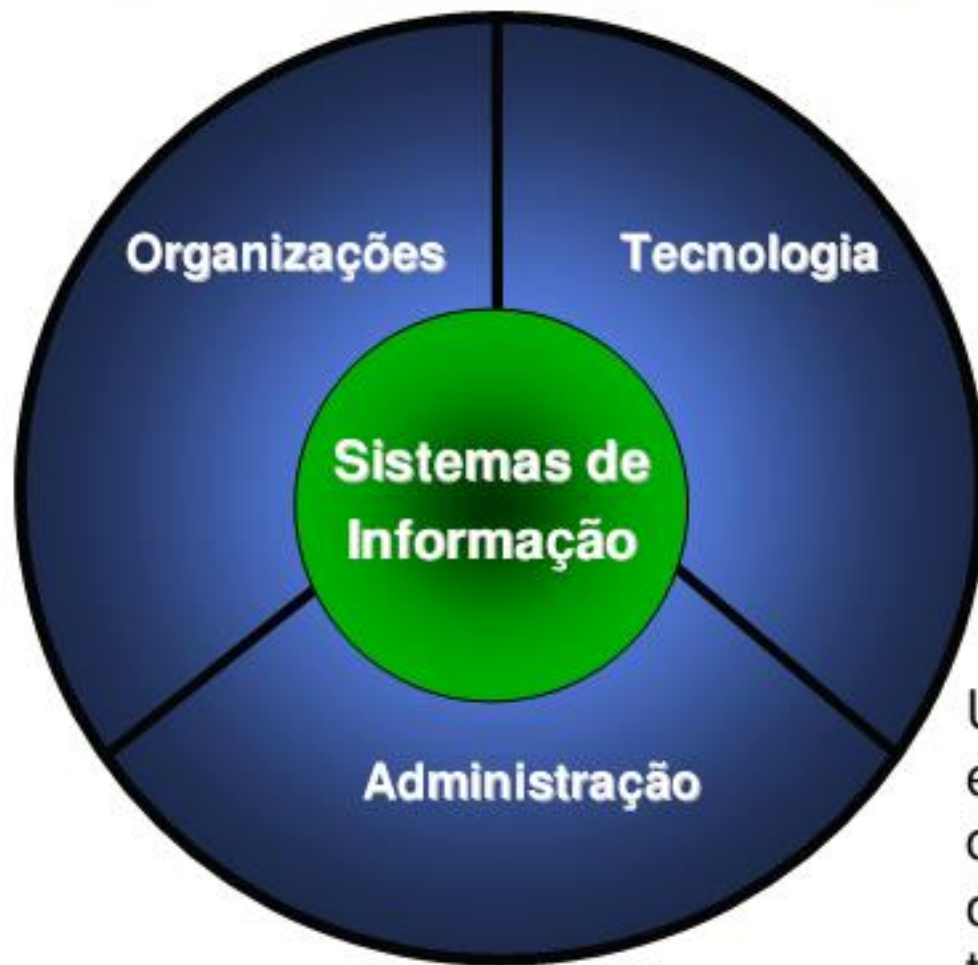 Organizações
Tecnologia
Sistemas de
Informação
Administração